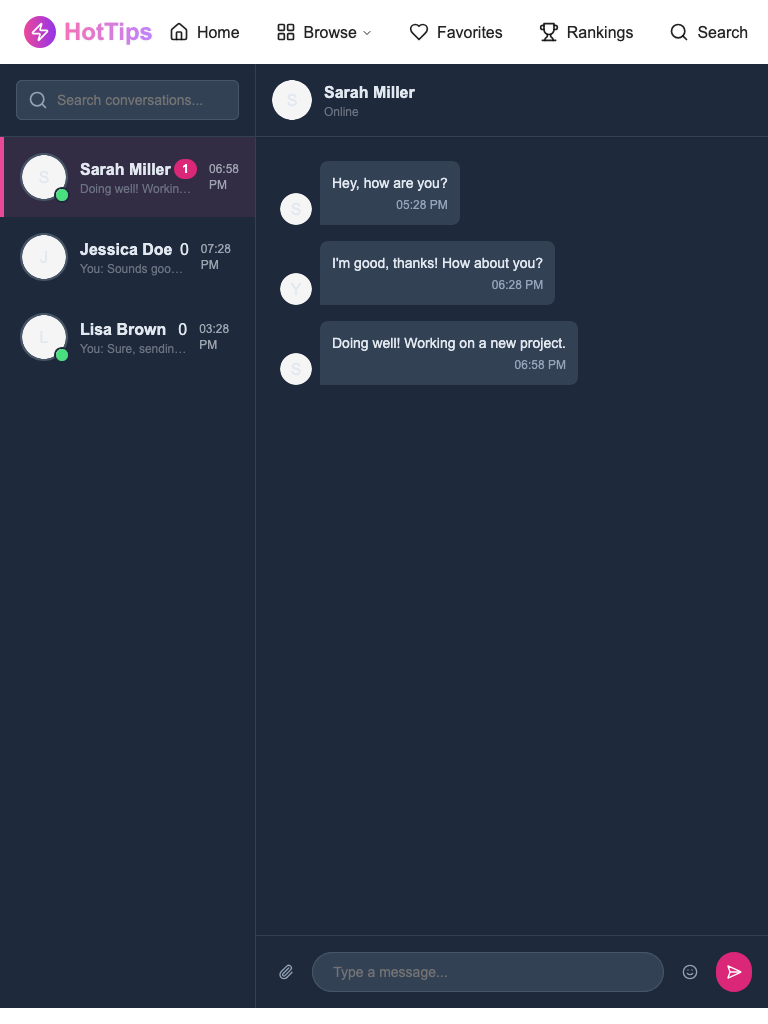 HotTips
Home
Browse
Favorites
Rankings
Search
Search conversations...
S
Sarah Miller
1
06:58 PM
Doing well! Workin...
J
Jessica Doe
0
07:28 PM
You: Sounds goo...
L
Lisa Brown
0
03:28 PM
You: Sure, sendin...
S
Sarah Miller
Online
Hey, how are you?
05:28 PM
S
I'm good, thanks! How about you?
06:28 PM
Y
Doing well! Working on a new project.
06:58 PM
S
Type a message...